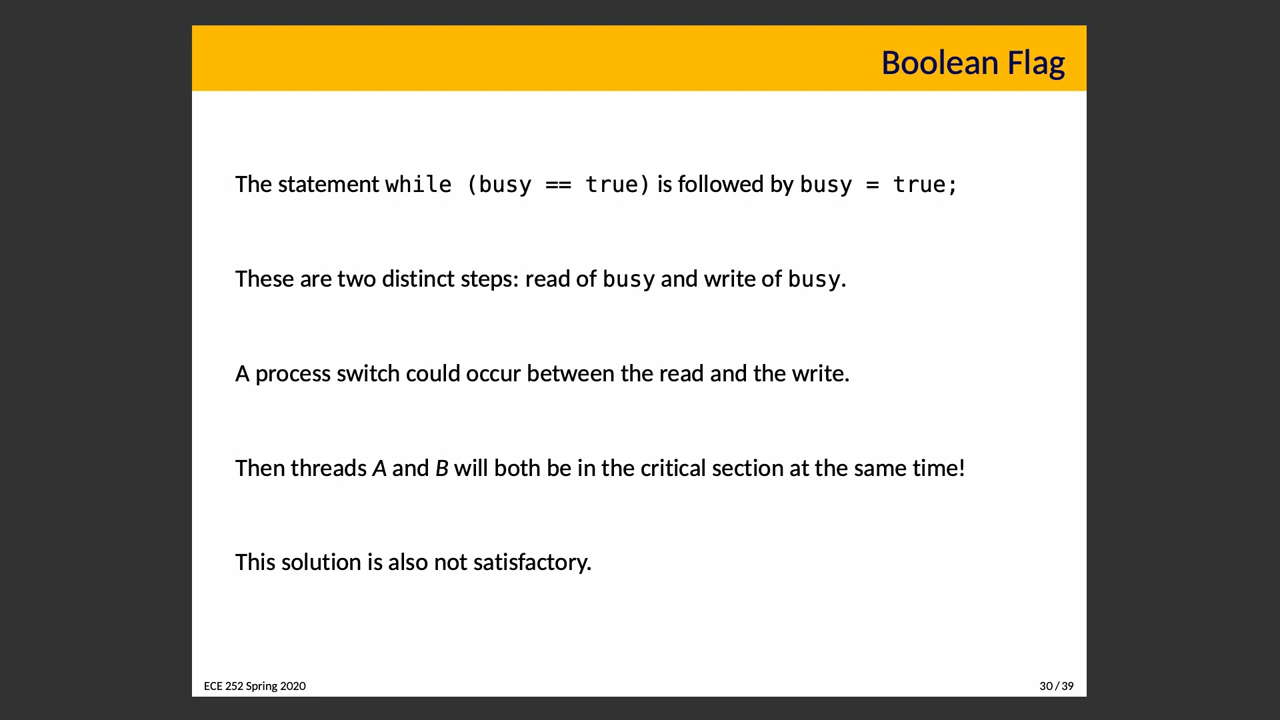 Boolean Flag
The statement while (busy == true) is followed by busy = true;
These are two distinct steps: read of busy and write of busy.
A process switch could occur between the read and the write.
Then threads A and B will both be in the critical section at the same time!
This solution is also not satisfactory.
ECE 252 Spring 2020
30 / 39